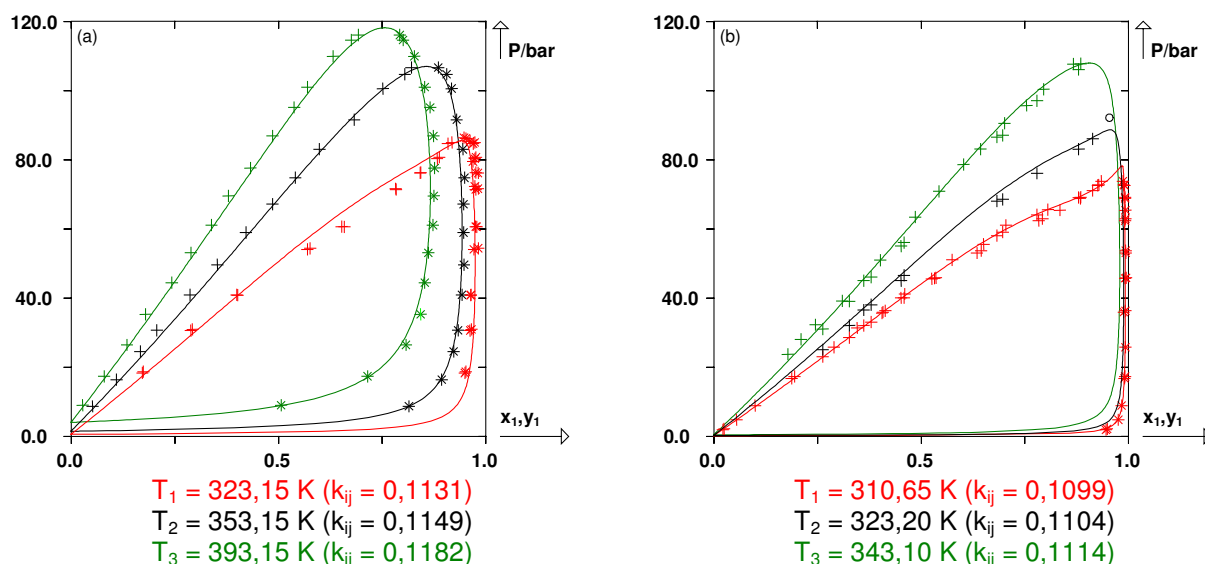 120.0
(a)
P/bar
80.0
40.0
0.0
x1,y1
0.0
0.5
1.0
T1 = 323,15 K (kij = 0,1131)
T2 = 353,15 K (kij = 0,1149)
T3 = 393,15 K (kij = 0,1182)
120.0
(b)
P/bar
80.0
40.0
0.0
x1,y1
0.0
0.5
1.0
T1 = 310,65 K (kij = 0,1099)
T2 = 323,20 K (kij = 0,1104)
T3 = 343,10 K (kij = 0,1114)